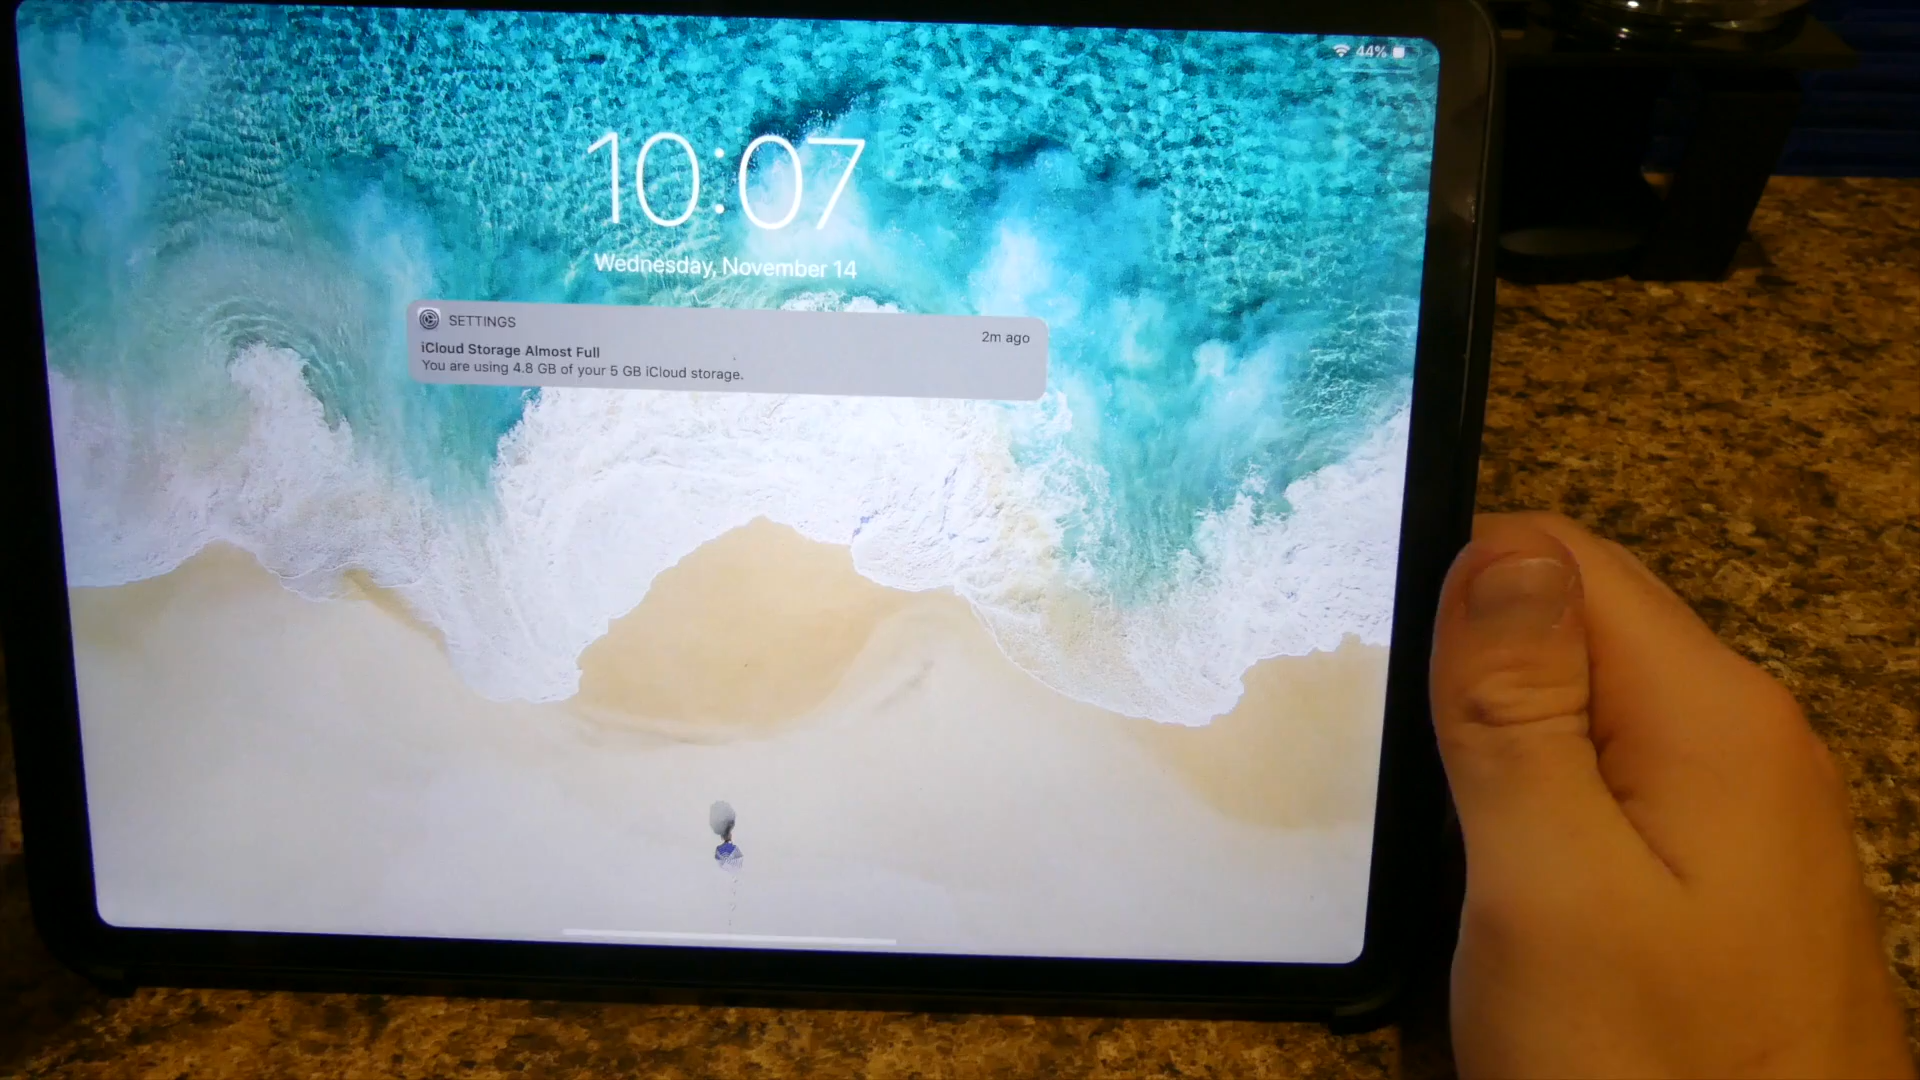 44%
10:07
Wednesday, November 14
SETTINGS
2m ago
iCloud Storage Almost Full
You are using 4.8 GB of your 5 GB iCloud storage.